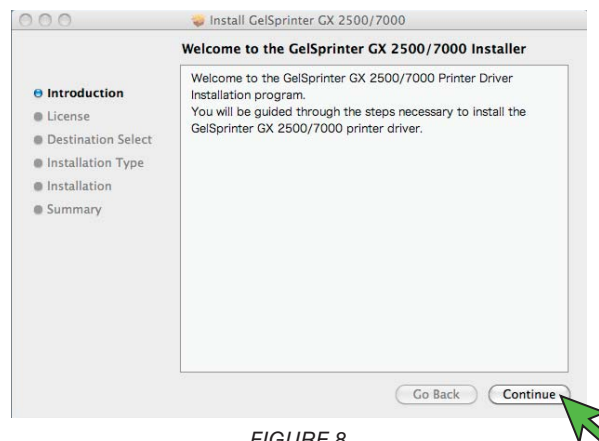 Install GelSprinter GX 2500/7000
Welcome to the GelSprinter GX 2500/7000 Installer
Introduction
License
Destination Select
Installation Type
Installation
Summary
Welcome to the GelSprinter GX 2500/7000 Printer Driver
Installation program.
You will be guided through the steps necessary to install the
GelSprinter GX 2500/7000 printer driver.
Go Back
Continue
FIGURE 8